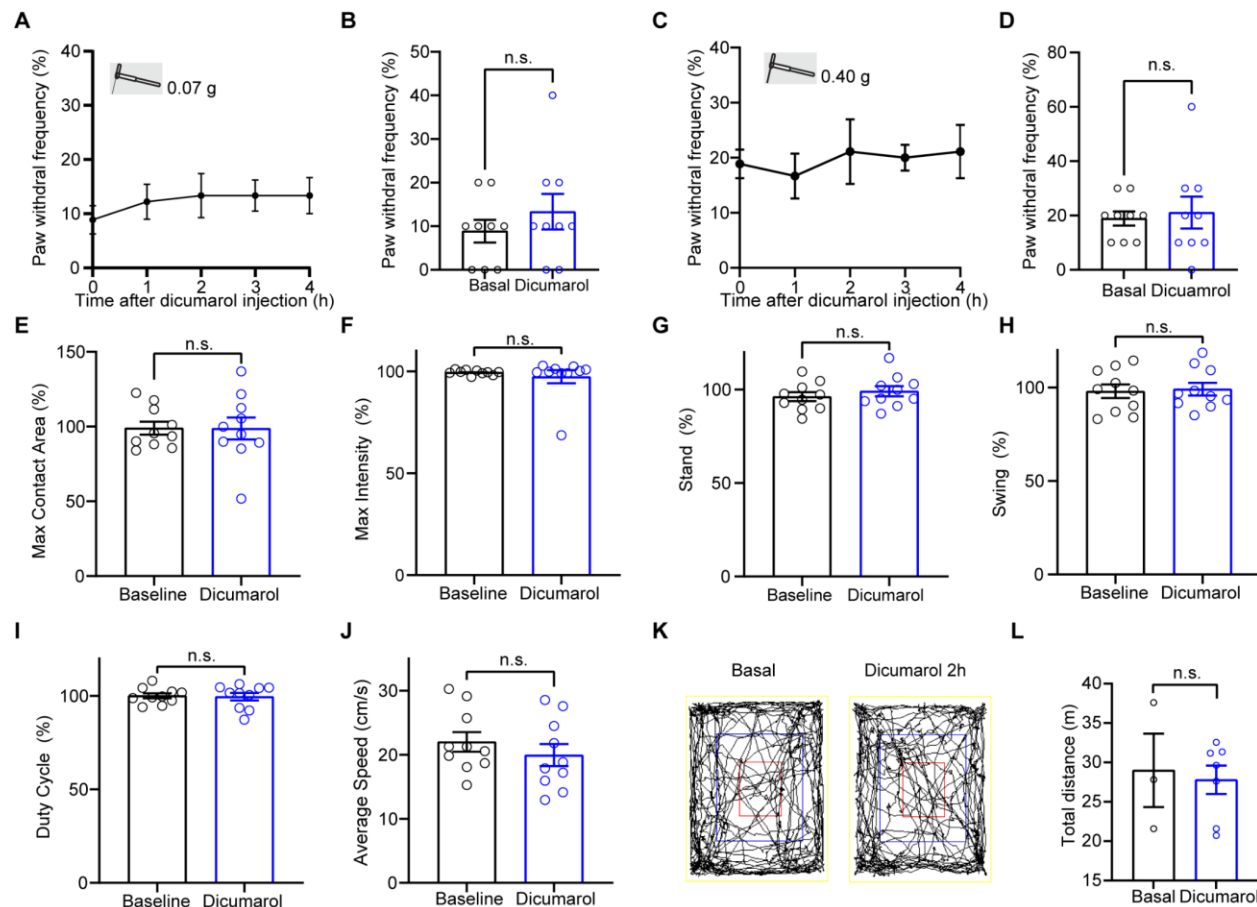 A
Paw withdral frequency (%)
40
30
20
10
0
0.07 g
0 1 2 3 4
Time after dicumarol injection (h)
B
Paw withdral frequency (%)
50
40
30
20
10
0
n.s.
Basal Dicumarol
C
Paw withdral frequency (%)
40
30
20
10
0
0.40 g
0 1 2 3 4
Time after dicumarol injection (h)
D
Paw withdral frequency (%)
80
60
40
20
0
n.s.
Basal Dicuamrol
E
Max Contact Area (%)
150
100
50
0
n.s.
Baseline Dicumarol
F
Max Intensity (%)
100
50
0
n.s.
Baseline Dicumarol
G
Stand (%)
100
50
0
n.s.
Baseline Dicumarol
H
Swing (%)
100
50
0
n.s.
Baseline Dicumarol
I
Duty Cycle (%)
100
50
0
n.s.
Baseline Dicumarol
J
Average Speed (cm/s)
30
20
10
0
n.s.
Baseline Dicumarol
K
Basal Dicumarol 2h
L
Total distance (m)
40
35
30
25
20
15
n.s.
Basal Dicumarol